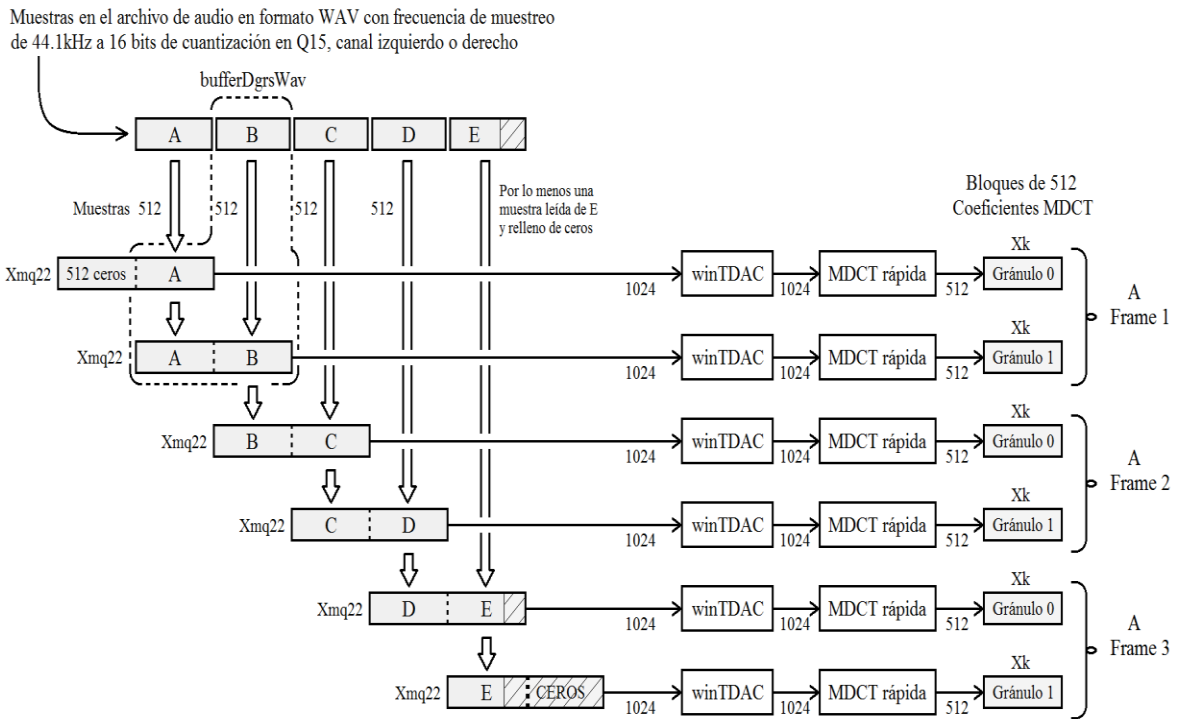 Muestras en el archivo de audio en formato WAV con frecuencia de muestreo
de 44.1kHz a 16 bits de cuantización en Q15, canal izquierdo o derecho
bufferDgrsWav
A B C D E
Muestras 512 512 512 512
Por lo menos una
muestra leída de E
y relleno de ceros
Bloques de 512
Coeficientes MDCT
Xk
Xmq22 512 ceros A 1024 winTDAC 1024 MDCT rápida 512 Gránulo 0
A
Frame 1
Xk
Xmq22 A B 1024 winTDAC 1024 MDCT rápida 512 Gránulo 1
Xk
Xmq22 B C 1024 winTDAC 1024 MDCT rápida 512 Gránulo 0
A
Frame 2
Xk
Xmq22 C D 1024 winTDAC 1024 MDCT rápida 512 Gránulo 1
Xk
Xmq22 D E 1024 winTDAC 1024 MDCT rápida 512 Gránulo 0
A
Frame 3
Xk
Xmq22 E CEROS 1024 winTDAC 1024 MDCT rápida 512 Gránulo 1